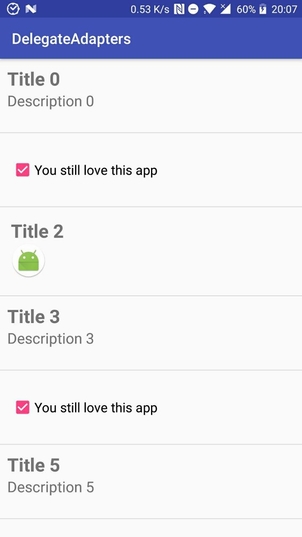 0.53 K/s 60% 20:07
DelegateAdapters
Title 0
Description 0
You still love this app
Title 2
Title 3
Description 3
You still love this app
Title 5
Description 5